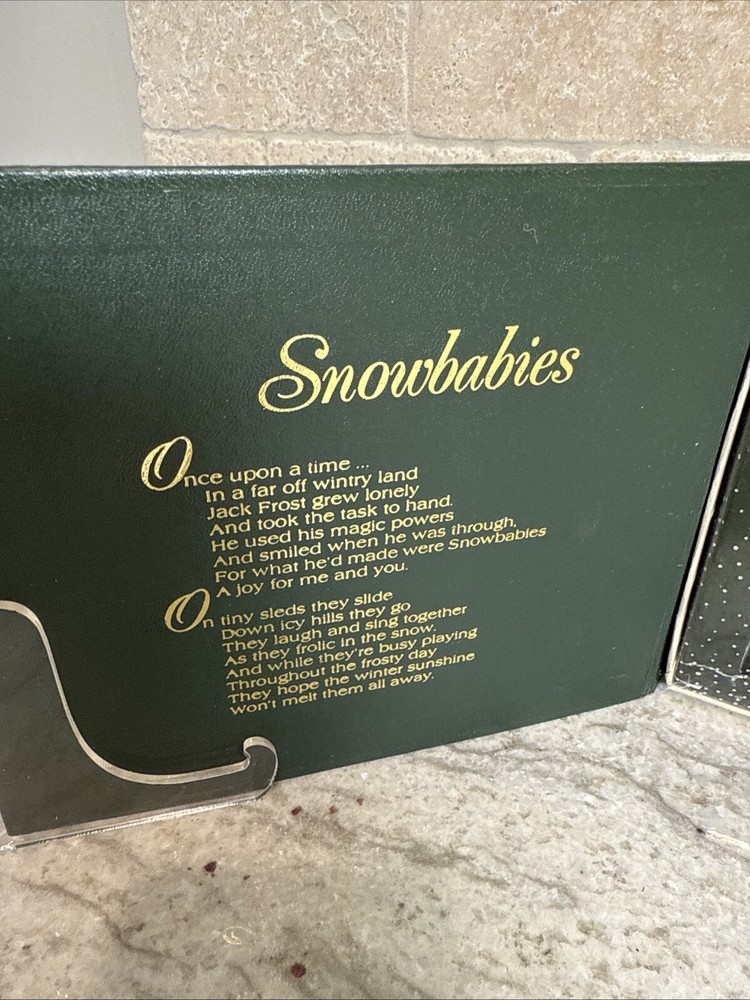 Snowbabies
Once upon a time ...
In a far off wintry land
Jack Frost grew lonely
And took the task to hand.
He used his magic powers
And smiled when he was through,
For what he'd made were Snowbabies
A joy for me and you.
On tiny sleds they slide
Down icy hills they go
They laugh and sing together
As they frolic in the snow.
And while they're busy playing
Throughout the frosty day
They hope the winter sunshine
Won't melt them all away.